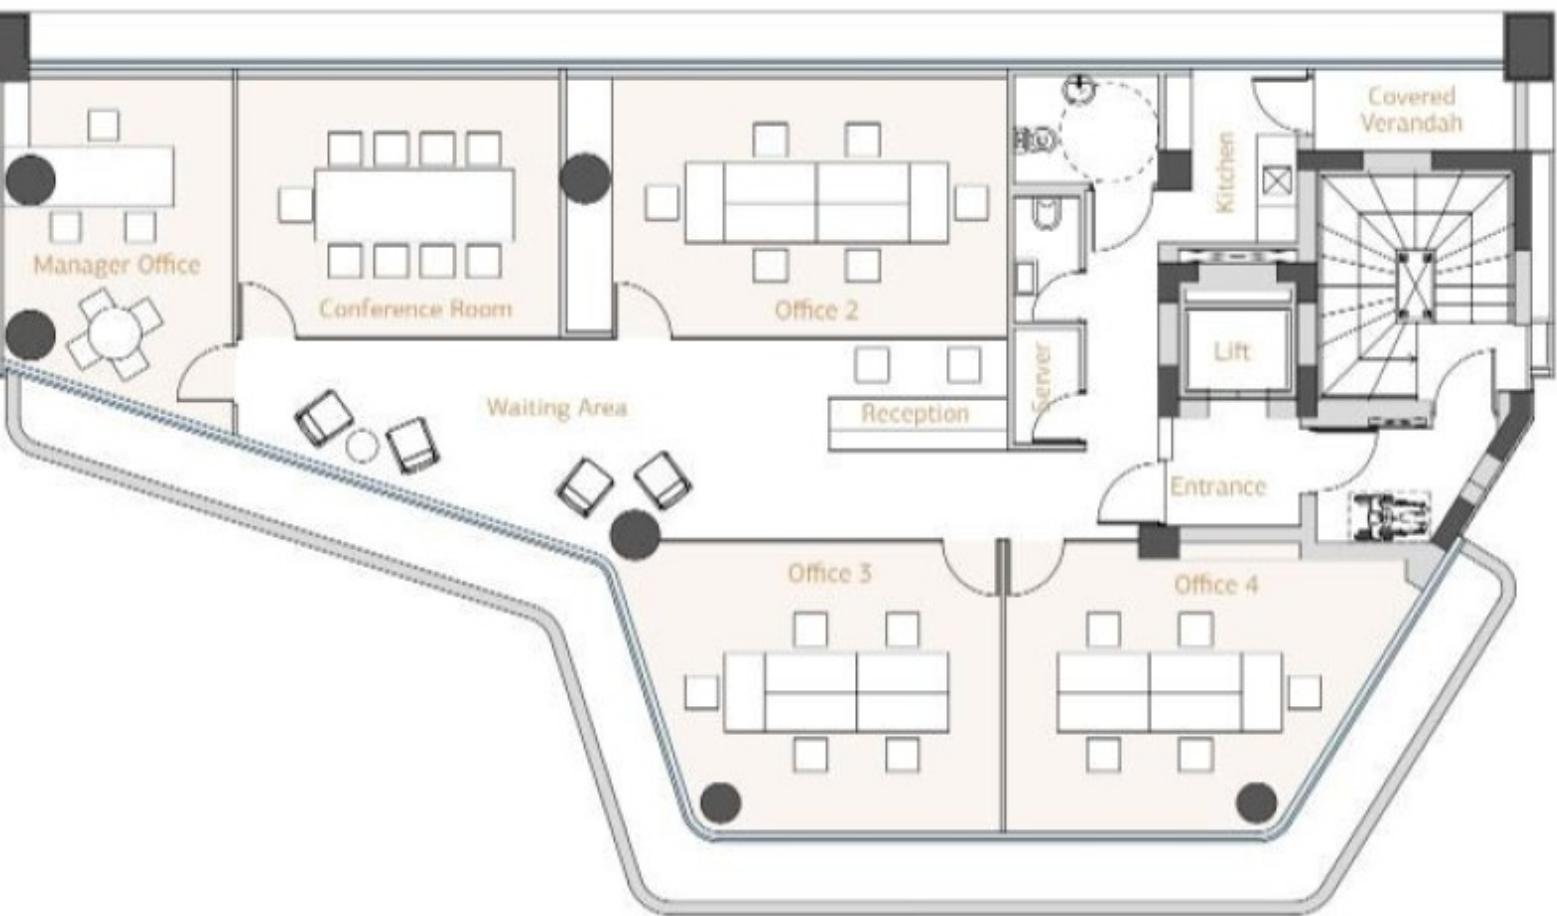 Covered
Verandah
Kitchen
Manager Office
Conference Room
Office 2
Server
Lift
Waiting Area
Reception
Entrance
Office 3
Office 4